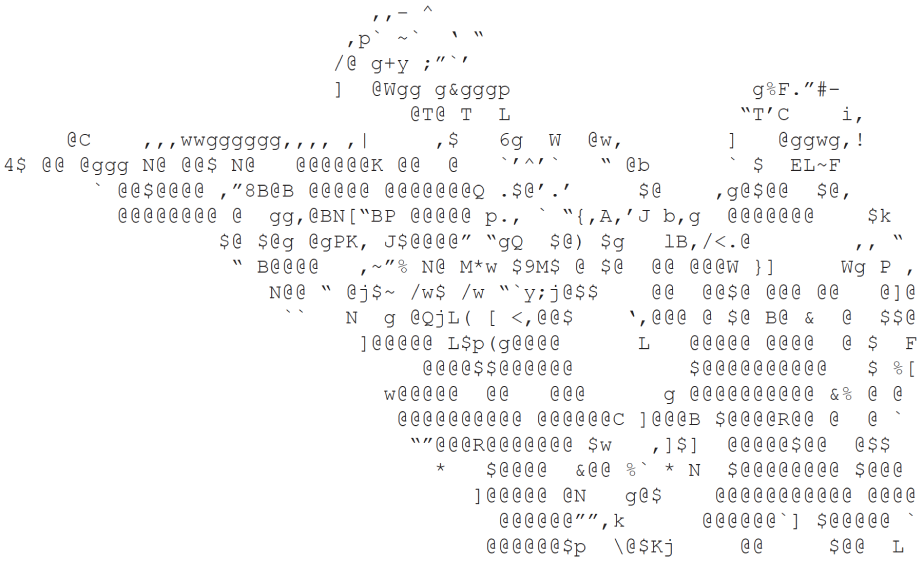 ,,- ^
,p` ~`  ` "
/@ g+y ;"`'
]  @Wgg g&gggp                   g%F."#-
@T@ T  L                  "T'C    i,
@C    ,,,wwgggggg,,,, ,|     ,$   6g  W  @w,        ]   @ggwg,!
4$ @@ @ggg N@ @@$ N@   @@@@@@K @@  @   `'^'`   " @b      ` $  EL~F
` @@$@@@@ ,"8B@B @@@@@ @@@@@@@Q .$@'.'     $@    ,g@$@@  $@,
@@@@@@@@ @  gg,@BN["BP @@@@@ p., ` "{,A,'J b,g  @@@@@@@    $k
$@ $@g @gPK, J$@@@@" "gQ  $@) $g   lB,/<.@        ,, "
" B@@@@   ,~"% N@ M*w $9M$ @ $@  @@ @@@W }]     Wg P ,
N@@ " @j$~ /w$ /w "`y;j@$$    @@  @@$@ @@@ @@   @]@
``   N  g @QjL( [ <,@@$    ',@@@ @ $@ B@ &  @  $$@
]@@@@@ L$p(g@@@@      L   @@@@@ @@@@  @ $  F
@@@@$$@@@@@@         $@@@@@@@@@@   $ %[
w@@@@@  @@   @@@      g @@@@@@@@@@ &% @ @
@@@@@@@@@@ @@@@@@C ]@@@B $@@@@R@@ @  @ `
""@@@R@@@@@@@ $w   ,]$]  @@@@@$@@  @$$
*   $@@@@  &@@ %` * N  $@@@@@@@@ $@@@
]@@@@@ @N   g@$    @@@@@@@@@@@ @@@@
@@@@@@"",k      @@@@@@`] $@@@@@ `
@@@@@@$p  \@$Kj     @@     $@@  L